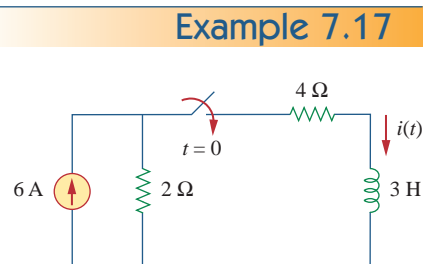 Example 7.17
4 Ω
i(t)
t = 0
6 A
2 Ω
3 H